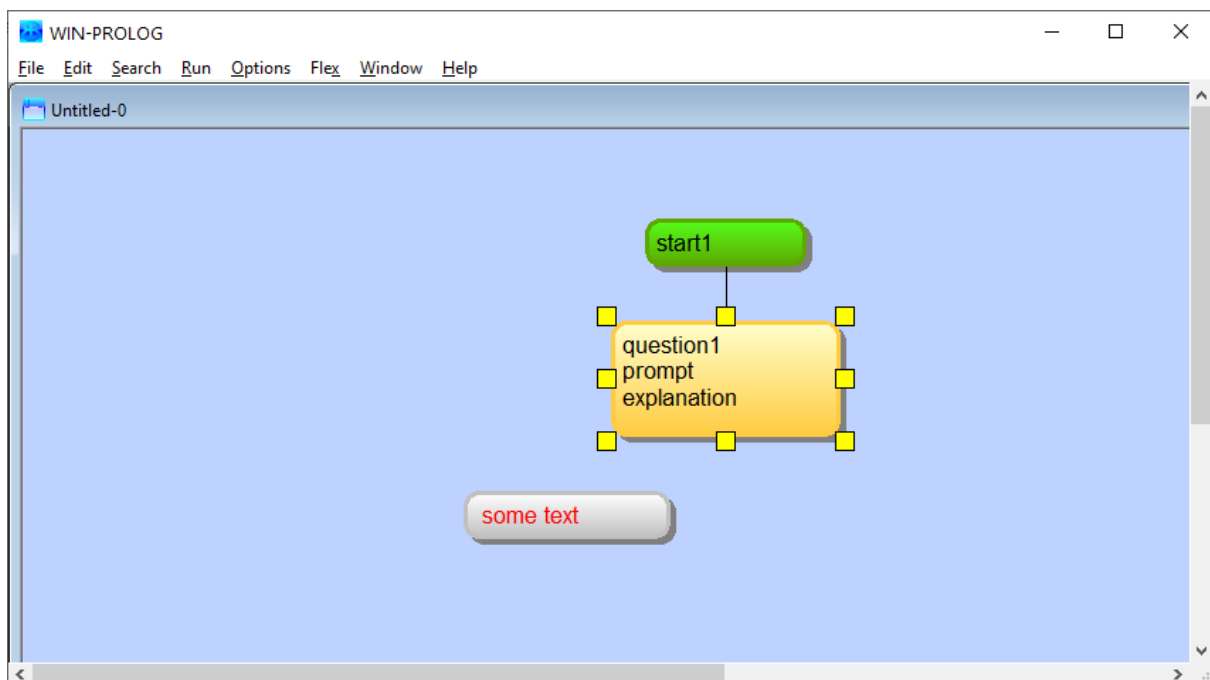 WIN-PROLOG
File Edit Search Run Options Flex Window Help
Untitled-0
start1
question1
prompt
explanation
some text